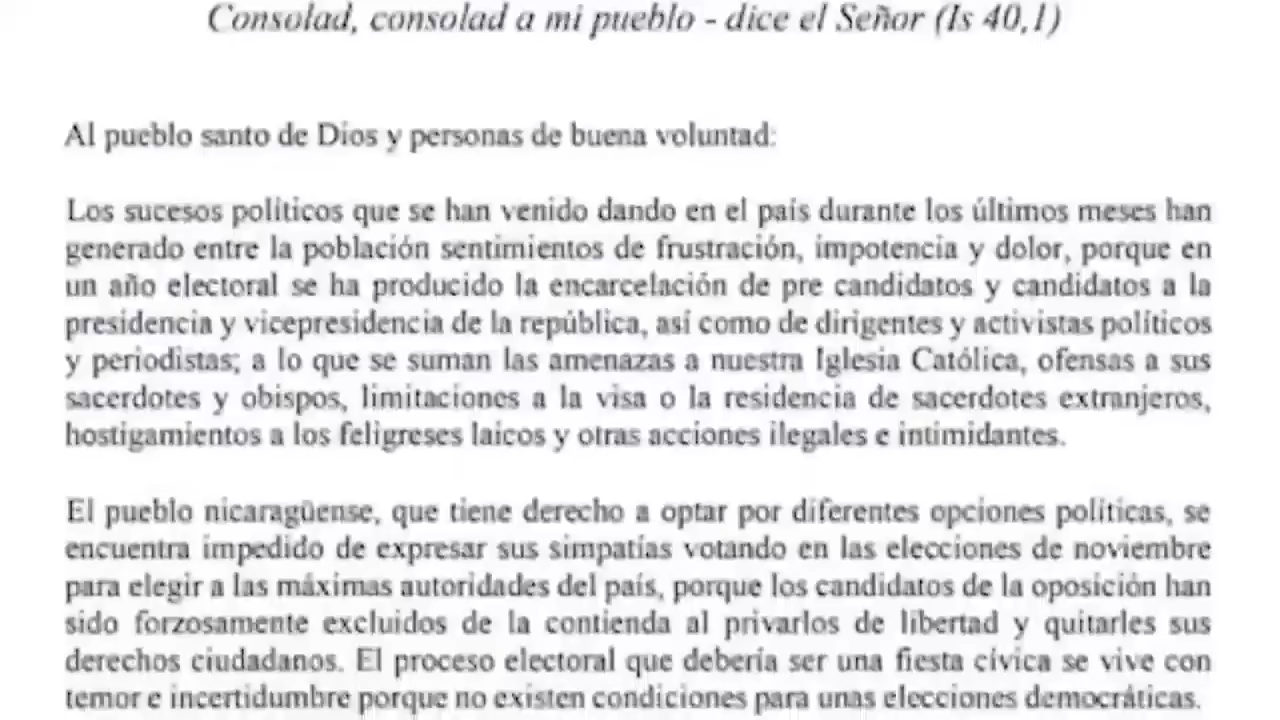 Consolad, consolad a mi pueblo - dice el Señor (Is 40,1)
Al pueblo santo de Dios y personas de buena voluntad:
Los sucesos políticos que se han venido dando en el país durante los últimos meses han
generado entre la población sentimientos de frustración, impotencia y dolor, porque en
un año electoral se ha producido la encarcelación de pre candidatos y candidatos a la
presidencia y vicepresidencia de la república, así como de dirigentes y activistas políticos
y periodistas; a lo que se suman las amenazas a nuestra Iglesia Católica, ofensas a sus
sacerdotes y obispos, limitaciones a la visa o la residencia de sacerdotes extranjeros,
hostigamientos a los feligreses laicos y otras acciones ilegales e intimidantes.
El pueblo nicaragüense, que tiene derecho a optar por diferentes opciones políticas, se
encuentra impedido de expresar sus simpatías votando en las elecciones de noviembre
para elegir a las máximas autoridades del país, porque los candidatos de la oposición han
sido forzosamente excluidos de la contienda al privarlos de libertad y quitarles sus
derechos ciudadanos. El proceso electoral que debería ser una fiesta cívica se vive con
temor e incertidumbre porque no existen condiciones para unas elecciones democráticas.